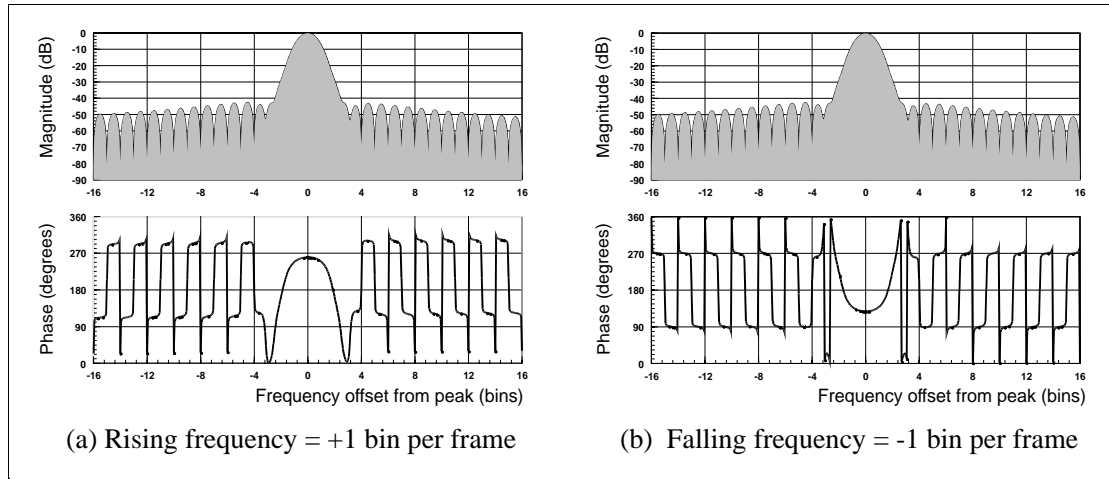 Magnitude (dB)
0
-10
-20
-30
-40
-50
-60
-70
-80
-90
-16 -12 -8 -4 0 4 8 12 16
Phase (degrees)
360
270
180
90
0
-16 -12 -8 -4 0 4 8 12 16
Frequency offset from peak (bins)
(a) Rising frequency = +1 bin per frame
Magnitude (dB)
0
-10
-20
-30
-40
-50
-60
-70
-80
-90
-16 -12 -8 -4 0 4 8 12 16
Phase (degrees)
360
270
180
90
0
-16 -12 -8 -4 0 4 8 12 16
Frequency offset from peak (bins)
(b) Falling frequency = -1 bin per frame